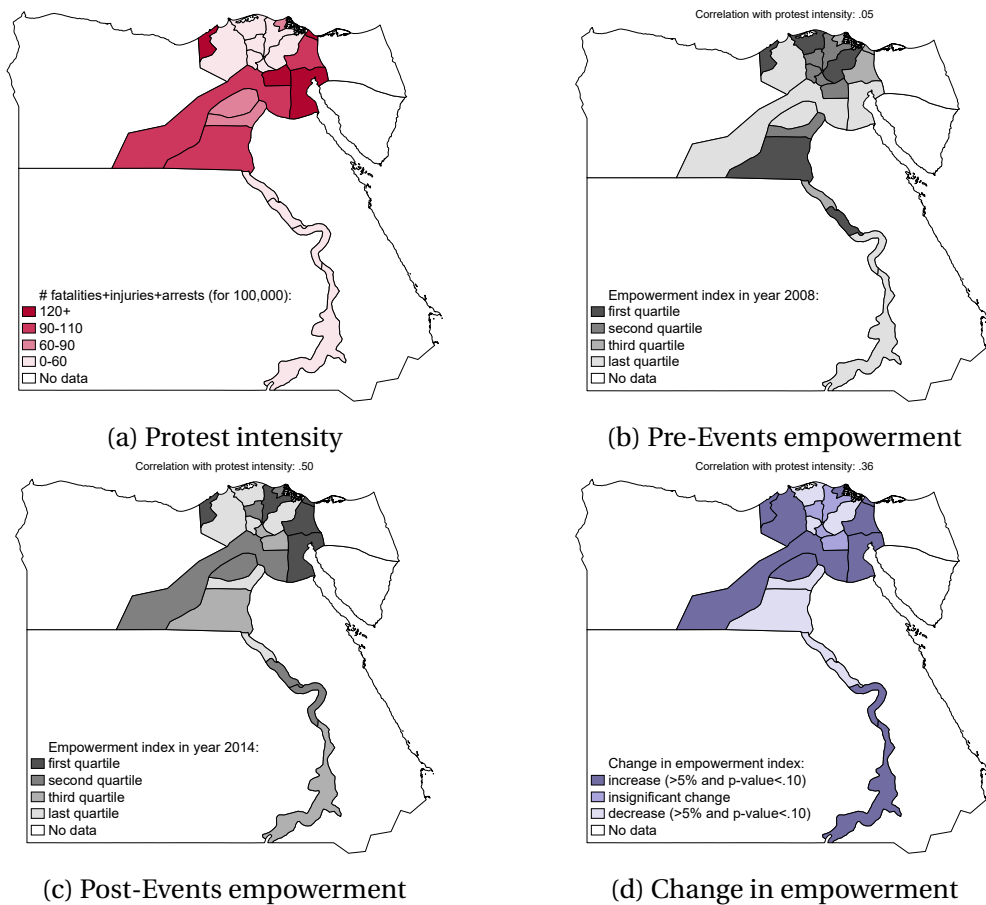 Correlation with protest intensity: .05
# fatalities+injuries+arrests (for 100,000):
120+
90-110
60-90
0-60
No data
Empowerment index in year 2008:
first quartile
second quartile
third quartile
last quartile
No data
(a) Protest intensity
(b) Pre-Events empowerment
Correlation with protest intensity: .50
Correlation with protest intensity: .36
Empowerment index in year 2014:
first quartile
second quartile
third quartile
last quartile
No data
Change in empowerment index:
increase (>5% and p-value<.10)
insignificant change
decrease (>5% and p-value<.10)
No data
(c) Post-Events empowerment
(d) Change in empowerment